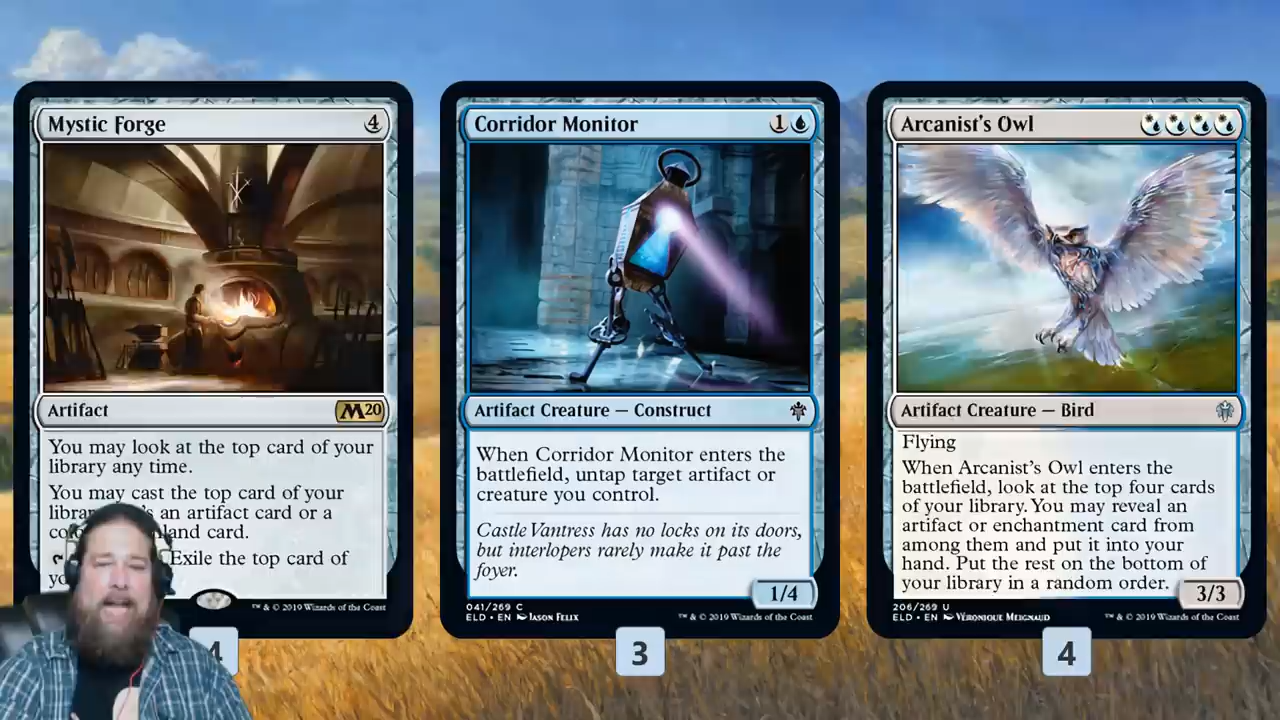 Mystic Forge 4
Artifact M20
You may look at the top card of your
library any time.
You may cast the top card of your
an artifact card or a
land card.
Exile the top card of
™ & © 2019 Wizards of the Coast
4
Corridor Monitor 1
Artifact Creature — Construct
When Corridor Monitor enters the
battlefield, untap target artifact or
creature you control.
Castle Vantress has no locks on its doors,
but interlopers rarely make it past the
foyer.
1/4
041/269 C
ELD • EN Jason Felix ™ & © 2019 Wizards of the Coast
3
Arcanist's Owl
Artifact Creature — Bird
Flying
When Arcanist's Owl enters the
battlefield, look at the top four cards
of your library. You may reveal an
artifact or enchantment card from
among them and put it into your
hand. Put the rest on the bottom of
your library in a random order.
3/3
206/269 U
ELD • EN Véronique Meignaud ™ & © 2019 Wizards of the Coast
4